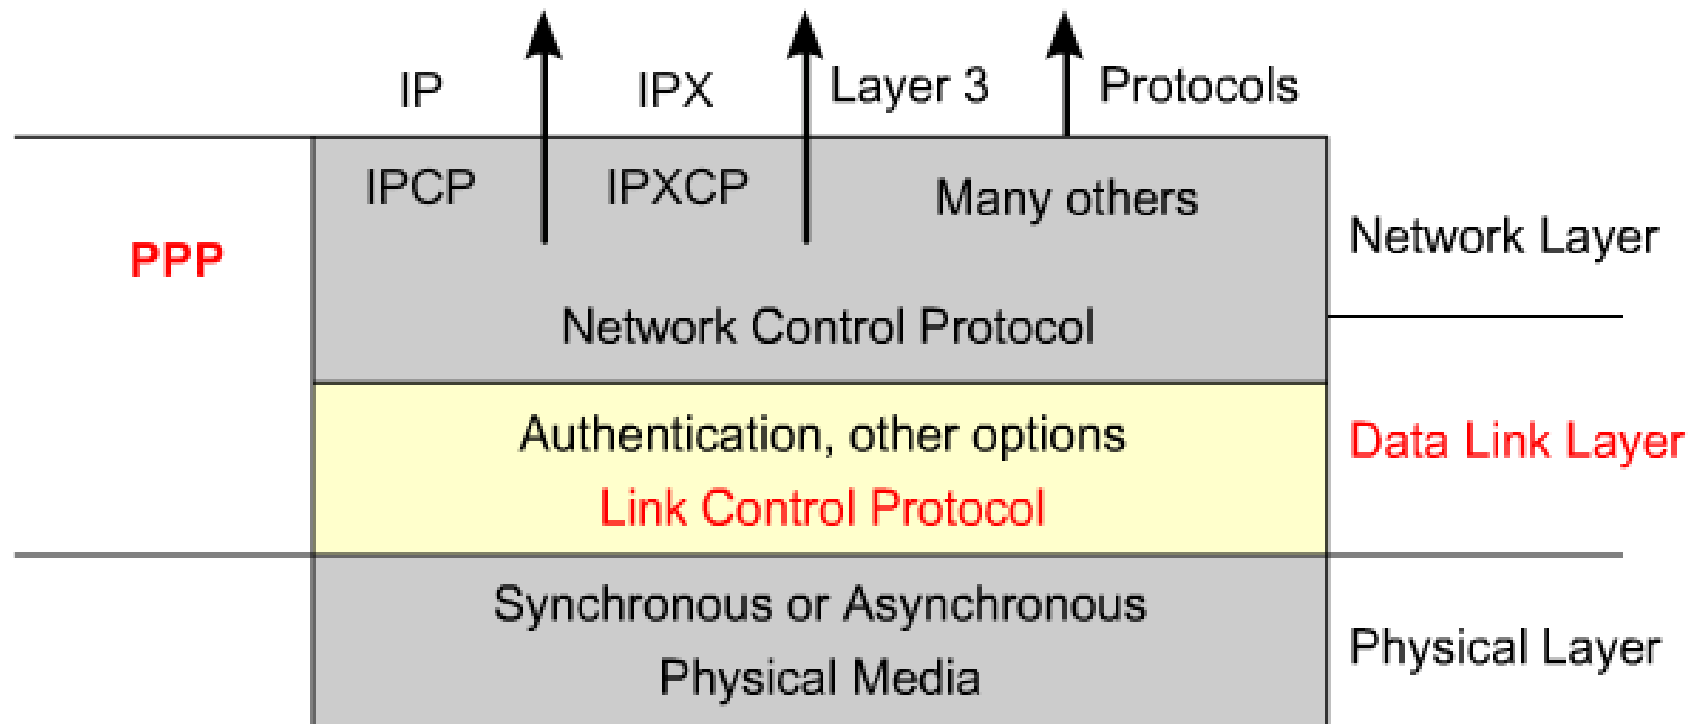 IP IPX Layer 3 Protocols
IPCP IPXCP Many others
PPP
Network Layer
Network Control Protocol
Authentication, other options
Data Link Layer
Link Control Protocol
Synchronous or Asynchronous
Physical Layer
Physical Media